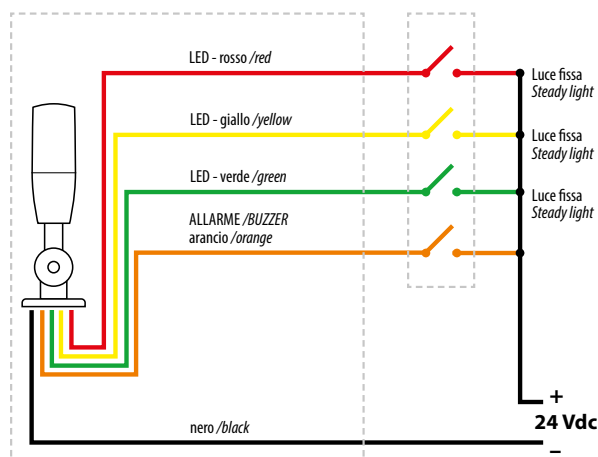 LED - rosso /red
Luce fissa
Steady light
LED - giallo /yellow
Luce fissa
Steady light
LED - verde /green
Luce fissa
Steady light
ALLARME /BUZZER
arancio /orange
+
24 Vdc
nero /black
–